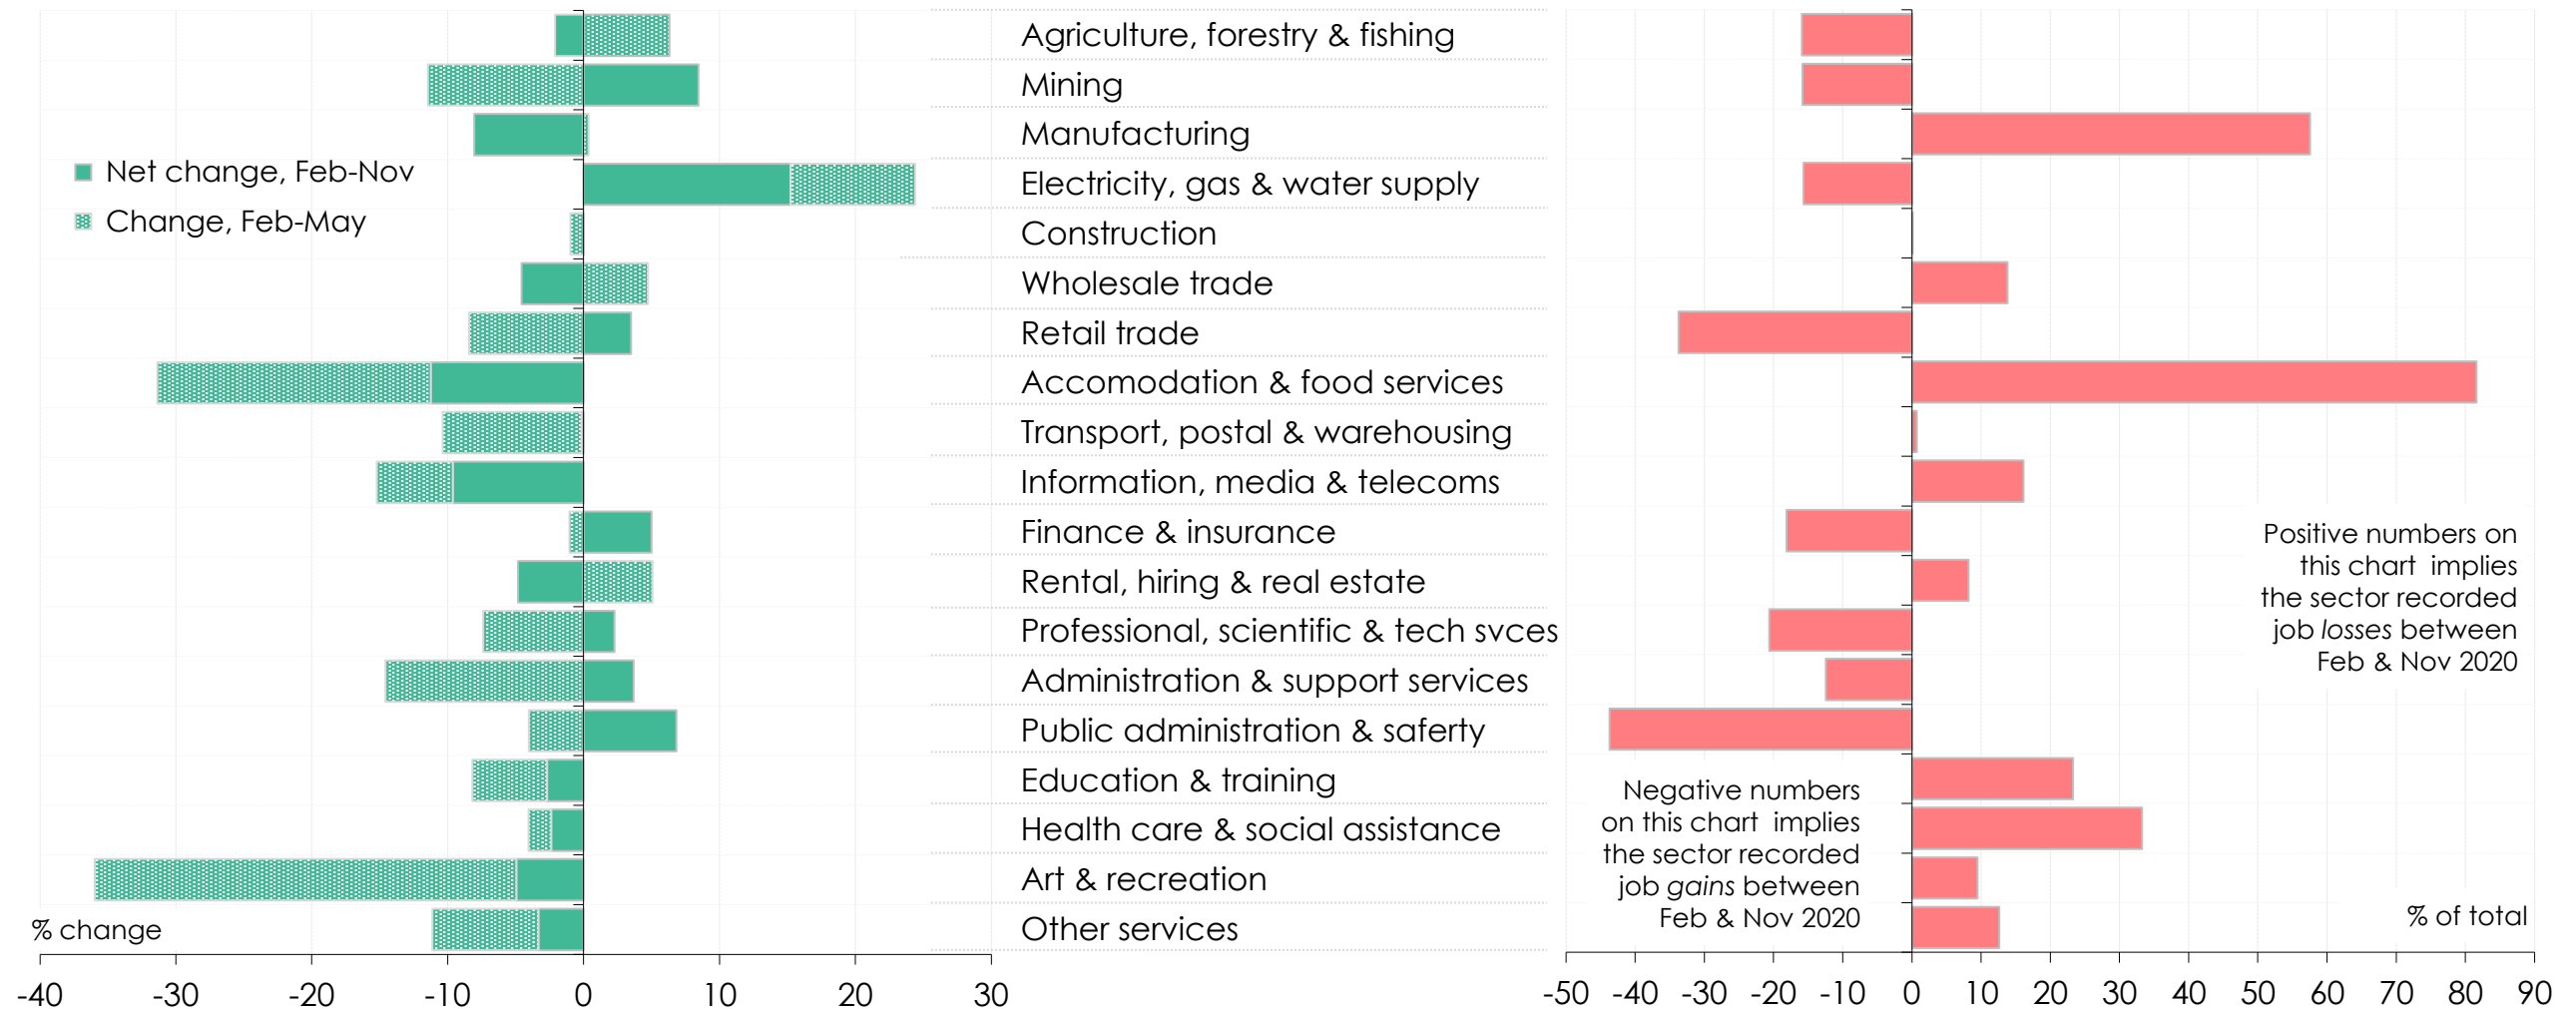 Agriculture, forestry & fishing
Mining
Manufacturing
Net change, Feb-Nov
Electricity, gas & water supply
Change, Feb-May
Construction
Wholesale trade
Retail trade
Accomodation & food services
Transport, postal & warehousing
Information, media & telecoms
Finance & insurance
Rental, hiring & real estate
Professional, scientific & tech svces
Administration & support services
Public administration & saferty
Education & training
Health care & social assistance
Art & recreation
Other services
% change
-40 -30 -20 -10 0 10 20 30
Positive numbers on
this chart implies
the sector recorded
job losses between
Feb & Nov 2020
Negative numbers
on this chart implies
the sector recorded
job gains between
Feb & Nov 2020
% of total
-50 -40 -30 -20 -10 0 10 20 30 40 50 60 70 80 90